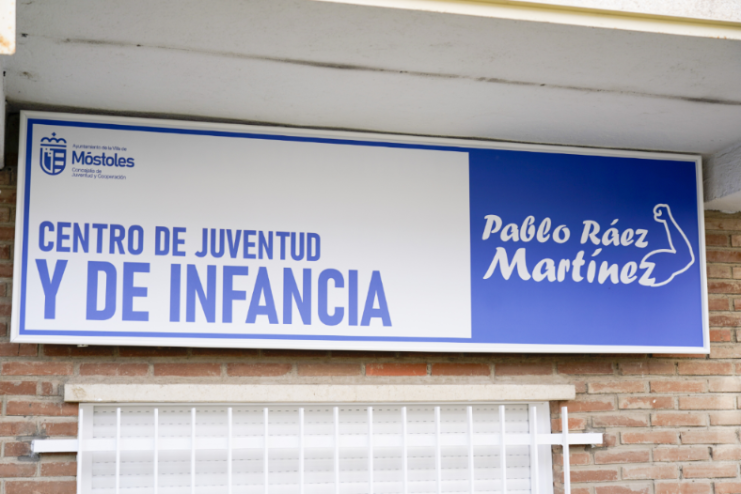 Ayuntamiento de la Villa de
Móstoles
Concejalía de
Juventud y Cooperación
CENTRO DE JUVENTUD
Y DE INFANCIA
Pablo Ráez
Martínez